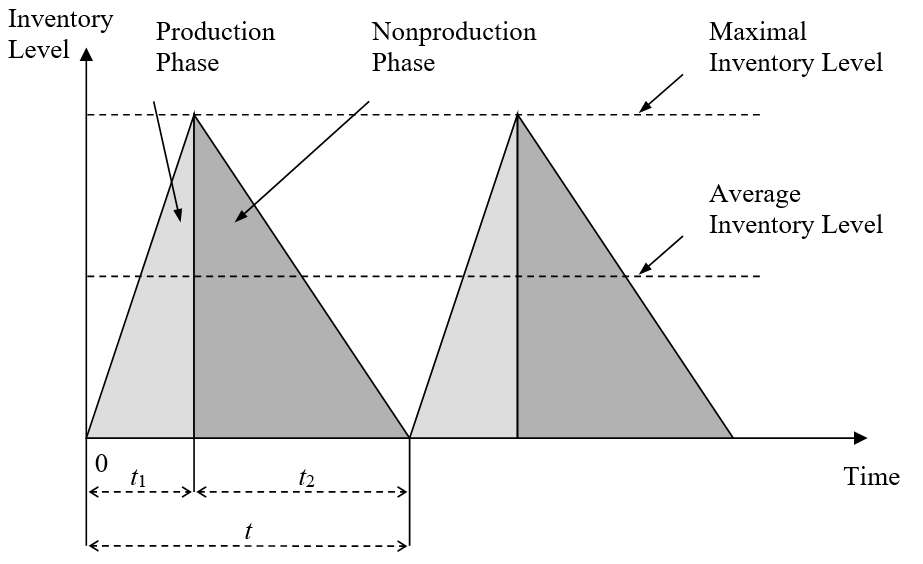 Inventory
Level
Production
Phase
Nonproduction
Phase
Maximal
Inventory Level
Average
Inventory Level
0
t1
t2
t
Time